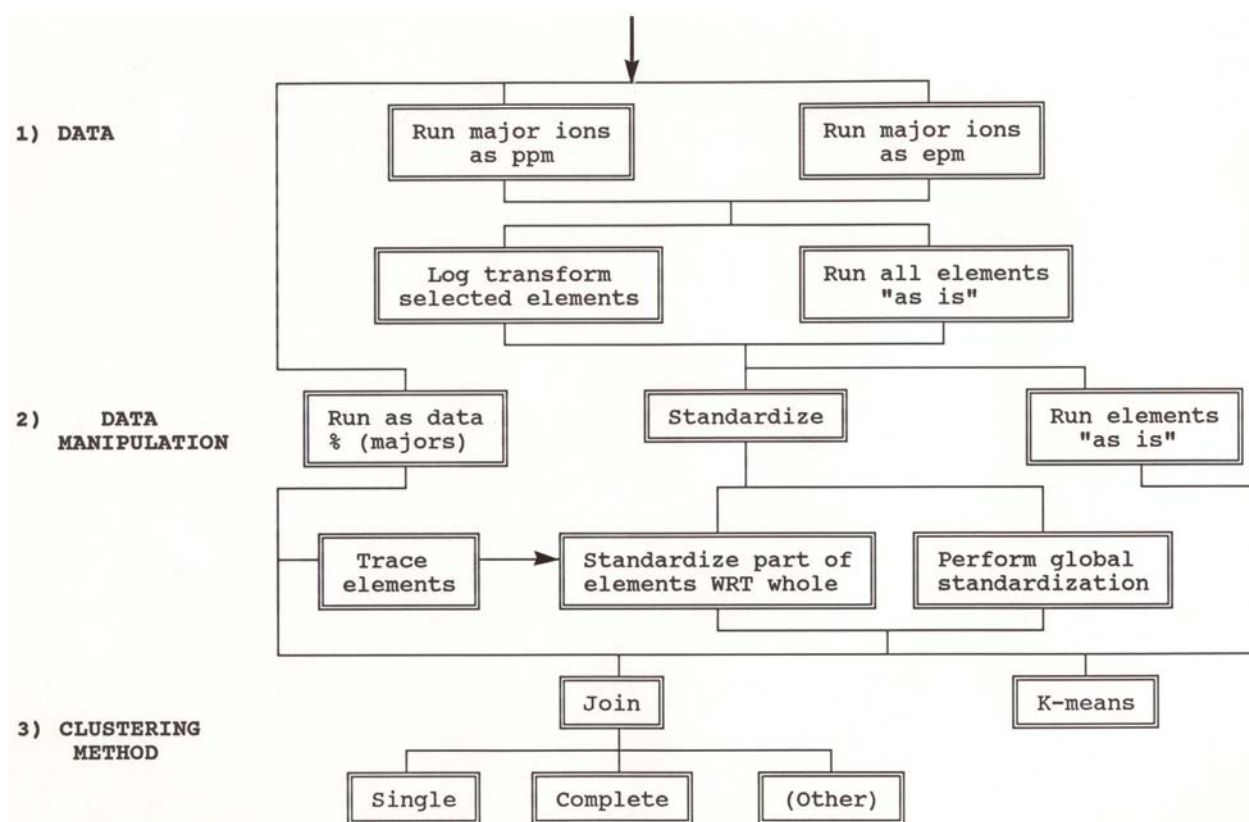 1) DATA
Run major ions
as ppm
Run major ions
as epm
Log transform
selected elements
Run all elements
"as is"
2) DATA
MANIPULATION
Run as data
% (majors)
Standardize
Run elements
"as is"
Trace
elements
Standardize part of
elements WRT whole
Perform global
standardization
3) CLUSTERING
METHOD
Join
K-means
Single
Complete
(Other)